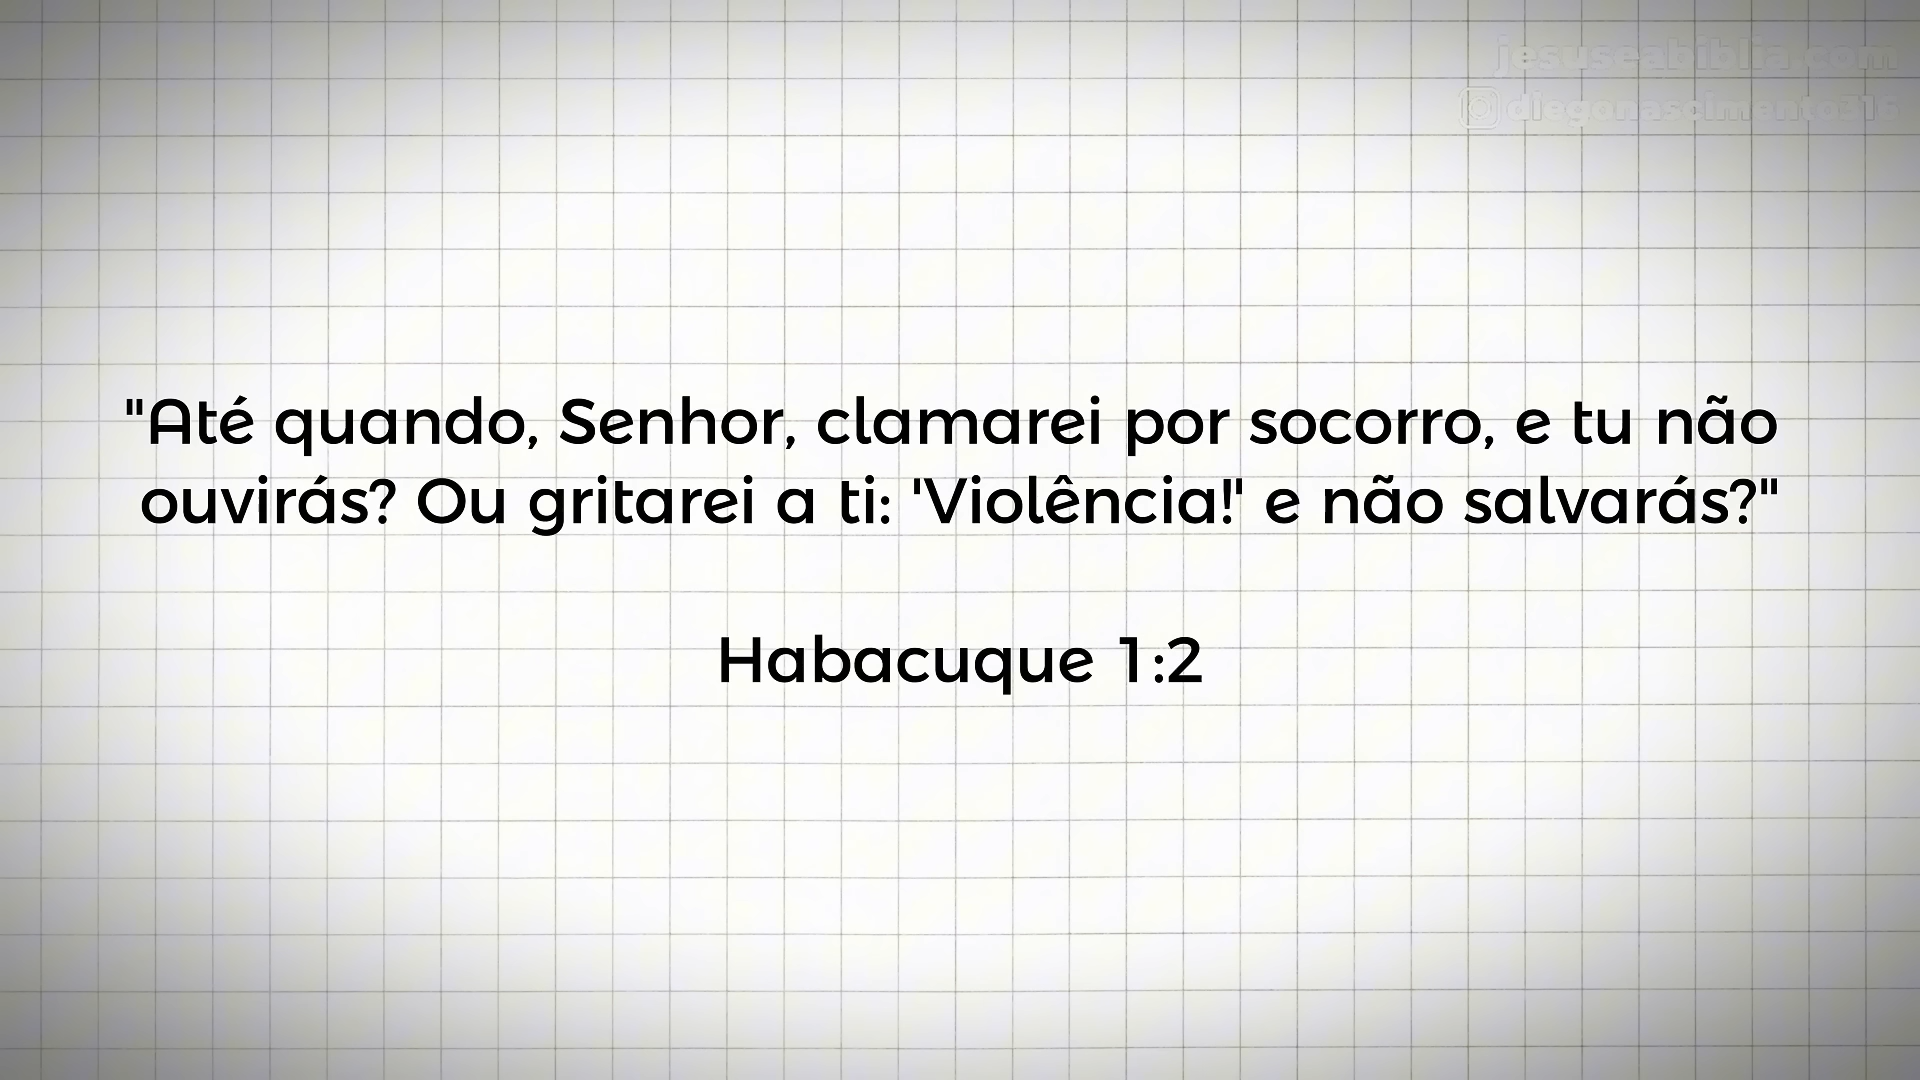 jesuseabiblia.com
diegonascimento316
"Até quando, Senhor, clamarei por socorro, e tu não
ouvirás? Ou gritarei a ti: 'Violência!' e não salvarás?"
Habacuque 1:2